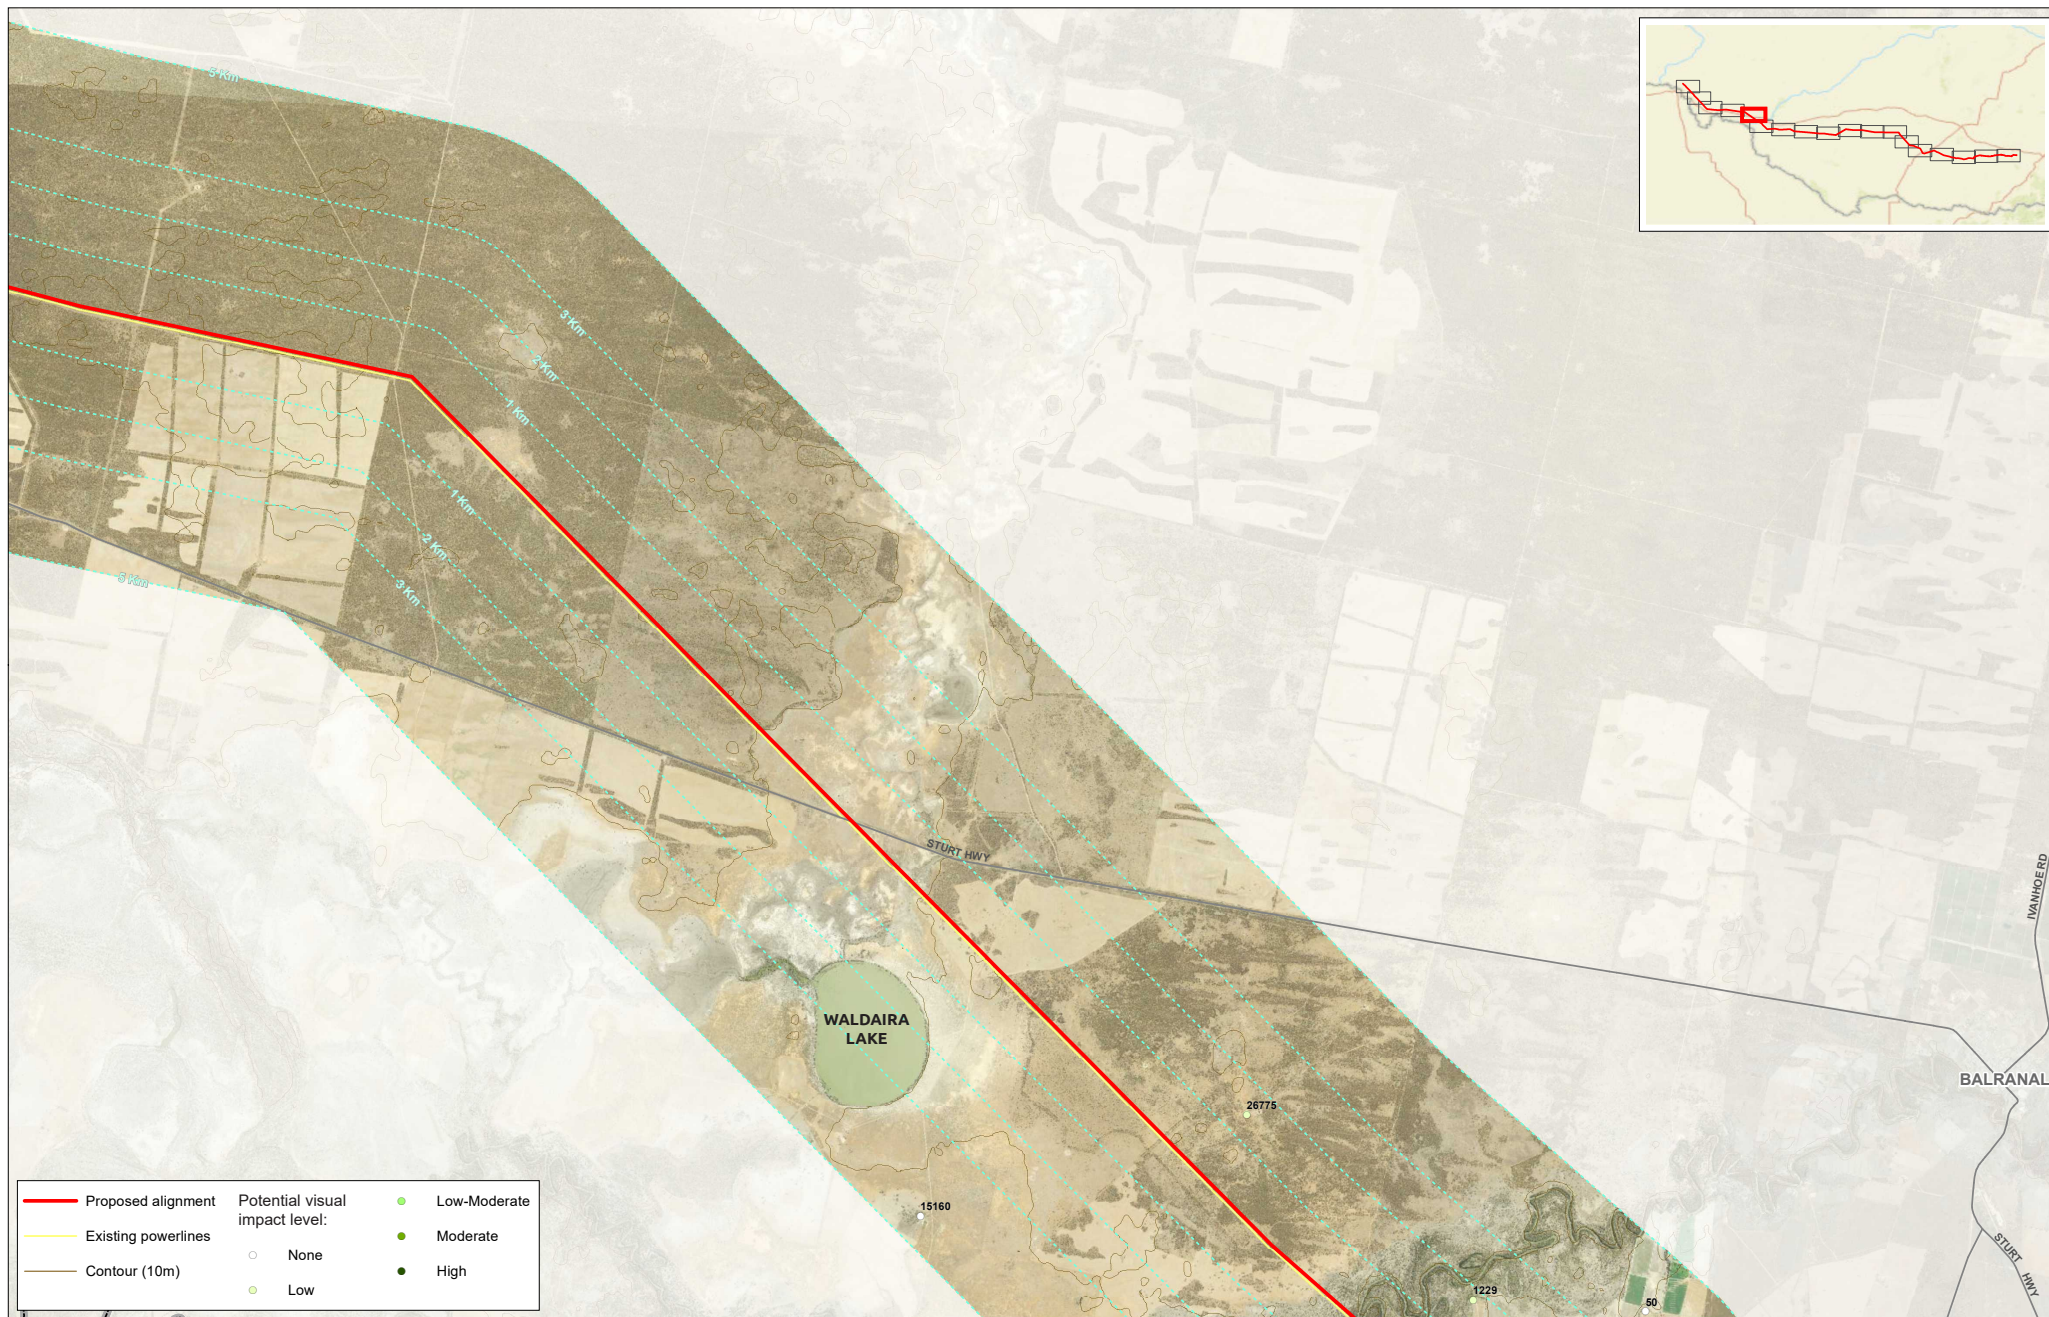 5 Km
3 Km
2 Km
1 Km
1 Km
2 Km
3 Km
5 Km
STURT HWY
IVANHOE RD
WALDAIRA
LAKE
BALRANAL
26775
15160
1229
50
STURT HWY
Proposed alignment
Existing powerlines
Contour (10m)
Potential visual
impact level:
None
Low
Low-Moderate
Moderate
High